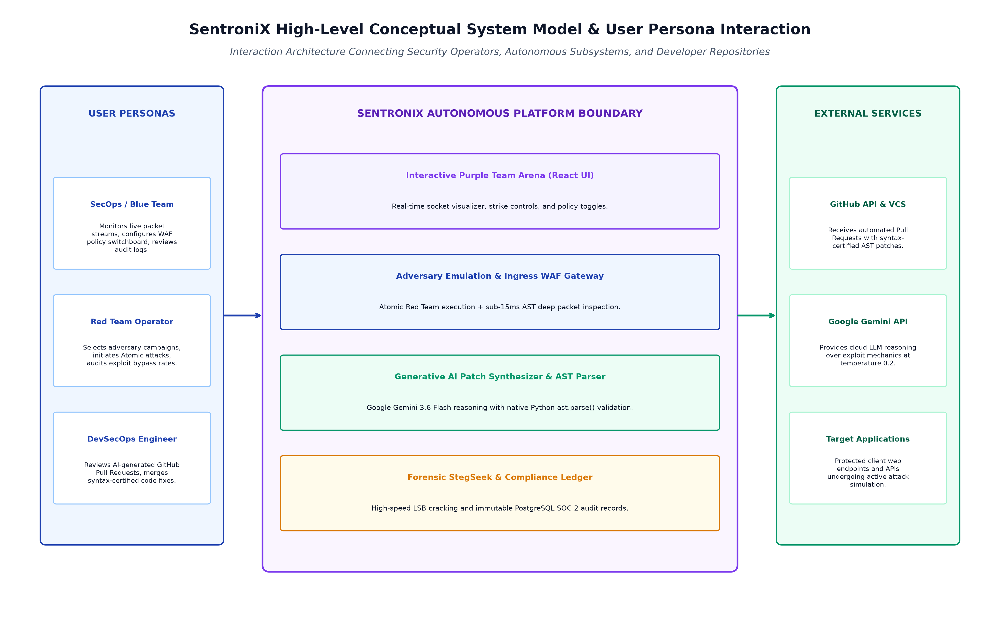 SentroniX High-Level Conceptual System Model & User Persona Interaction
Interaction Architecture Connecting Security Operators, Autonomous Subsystems, and Developer Repositories
USER PERSONAS
SecOps / Blue Team
Monitors live packet
streams, configures WAF
policy switchboard, reviews
audit logs.
Red Team Operator
Selects adversary campaigns,
initiates Atomic attacks,
audits exploit bypass rates.
DevSecOps Engineer
Reviews AI-generated GitHub
Pull Requests, merges
syntax-certified code fixes.
SENTRONIX AUTONOMOUS PLATFORM BOUNDARY
Interactive Purple Team Arena (React UI)
Real-time socket visualizer, strike controls, and policy toggles.
Adversary Emulation & Ingress WAF Gateway
Atomic Red Team execution + sub-15ms AST deep packet inspection.
Generative AI Patch Synthesizer & AST Parser
Google Gemini 3.6 Flash reasoning with native Python ast.parse() validation.
Forensic StegSeek & Compliance Ledger
High-speed LSB cracking and immutable PostgreSQL SOC 2 audit records.
EXTERNAL SERVICES
GitHub API & VCS
Receives automated Pull
Requests with syntax-
certified AST patches.
Google Gemini API
Provides cloud LLM reasoning
over exploit mechanics at
temperature 0.2.
Target Applications
Protected client web
endpoints and APIs
undergoing active attack
simulation.